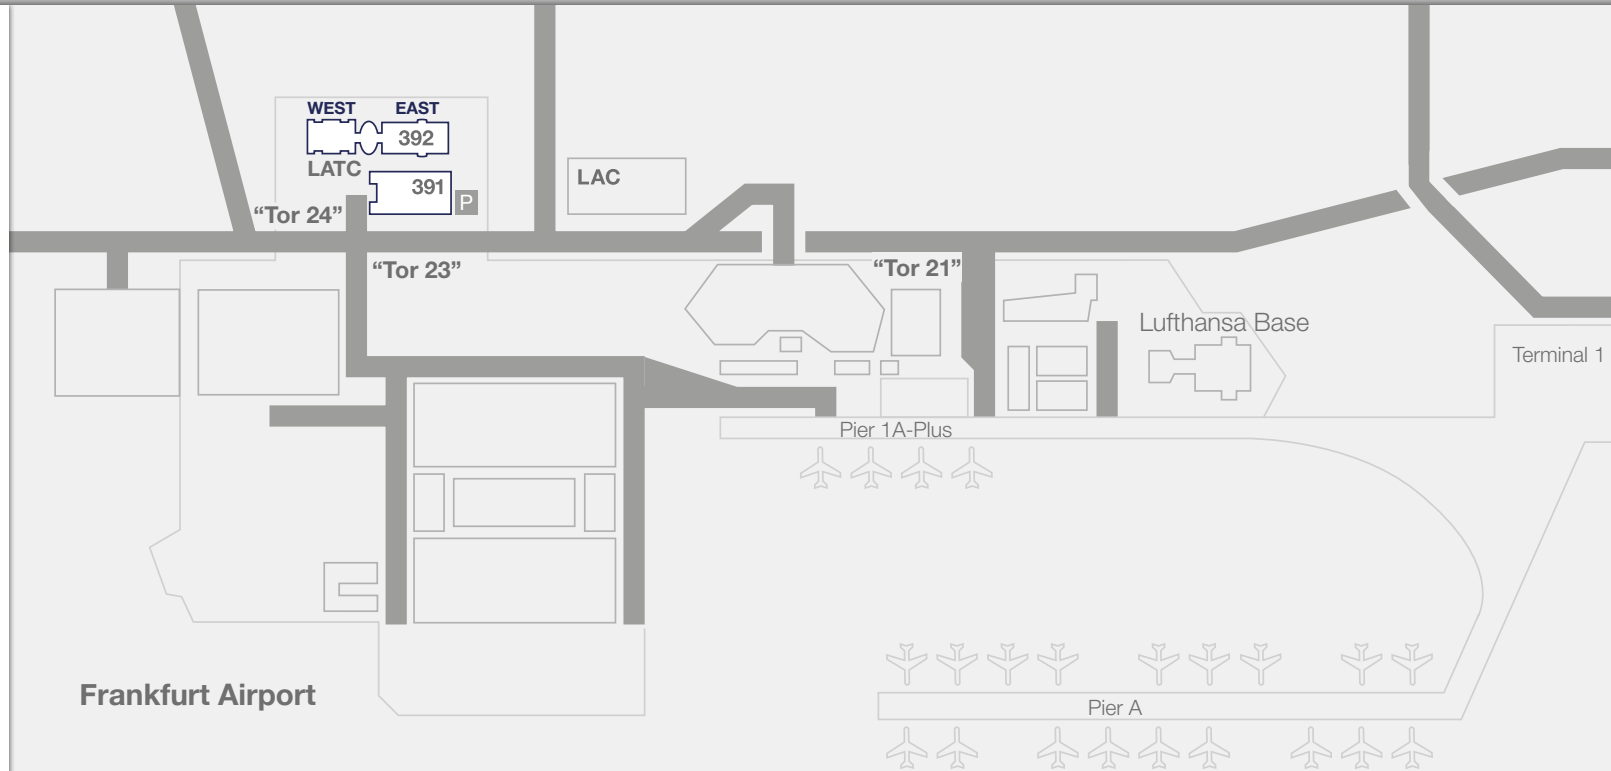 WEST
EAST
392
LATC
391
P
LAC
“Tor 24”
“Tor 23”
“Tor 21”
Lufthansa Base
Terminal 1
Pier 1A-Plus
Frankfurt Airport
Pier A